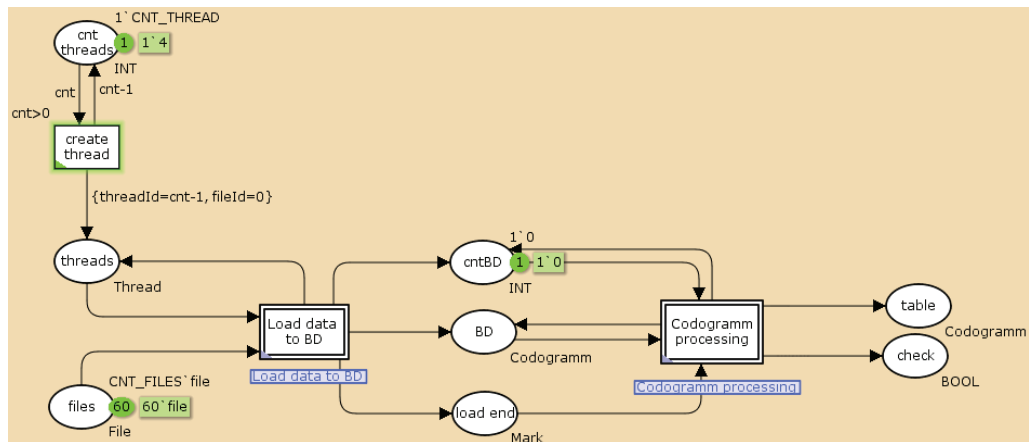 1`CNT_THREAD
cnt
threads
1
1`4
INT
cnt
cnt-1
cnt>0
create
thread
{threadId=cnt-1, fileId=0}
threads
Thread
1`0
cntBD
1
1`0
INT
Load data
to BD
Load data to BD
BD
Codogramm
Codogramm
processing
Codogramm processing
table
Codogramm
check
BOOL
CNT_FILES`file
files
60
60`file
File
load end
Mark